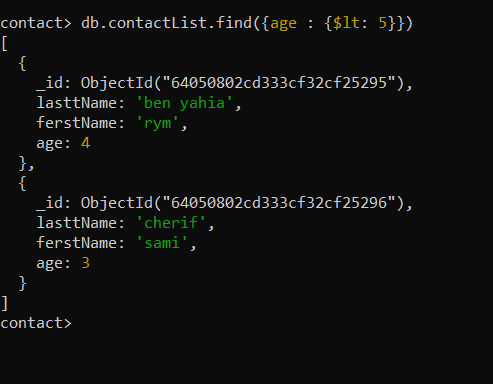 contact> db.contactList.find({age : {$lt: 5}})
[
  {
    _id: ObjectId("64050802cd333cf32cf25295"),
    lasttName: 'ben yahia',
    ferstName: 'rym',
    age: 4
  },
  {
    _id: ObjectId("64050802cd333cf32cf25296"),
    lasttName: 'cherif',
    ferstName: 'sami',
    age: 3
  }
]
contact>